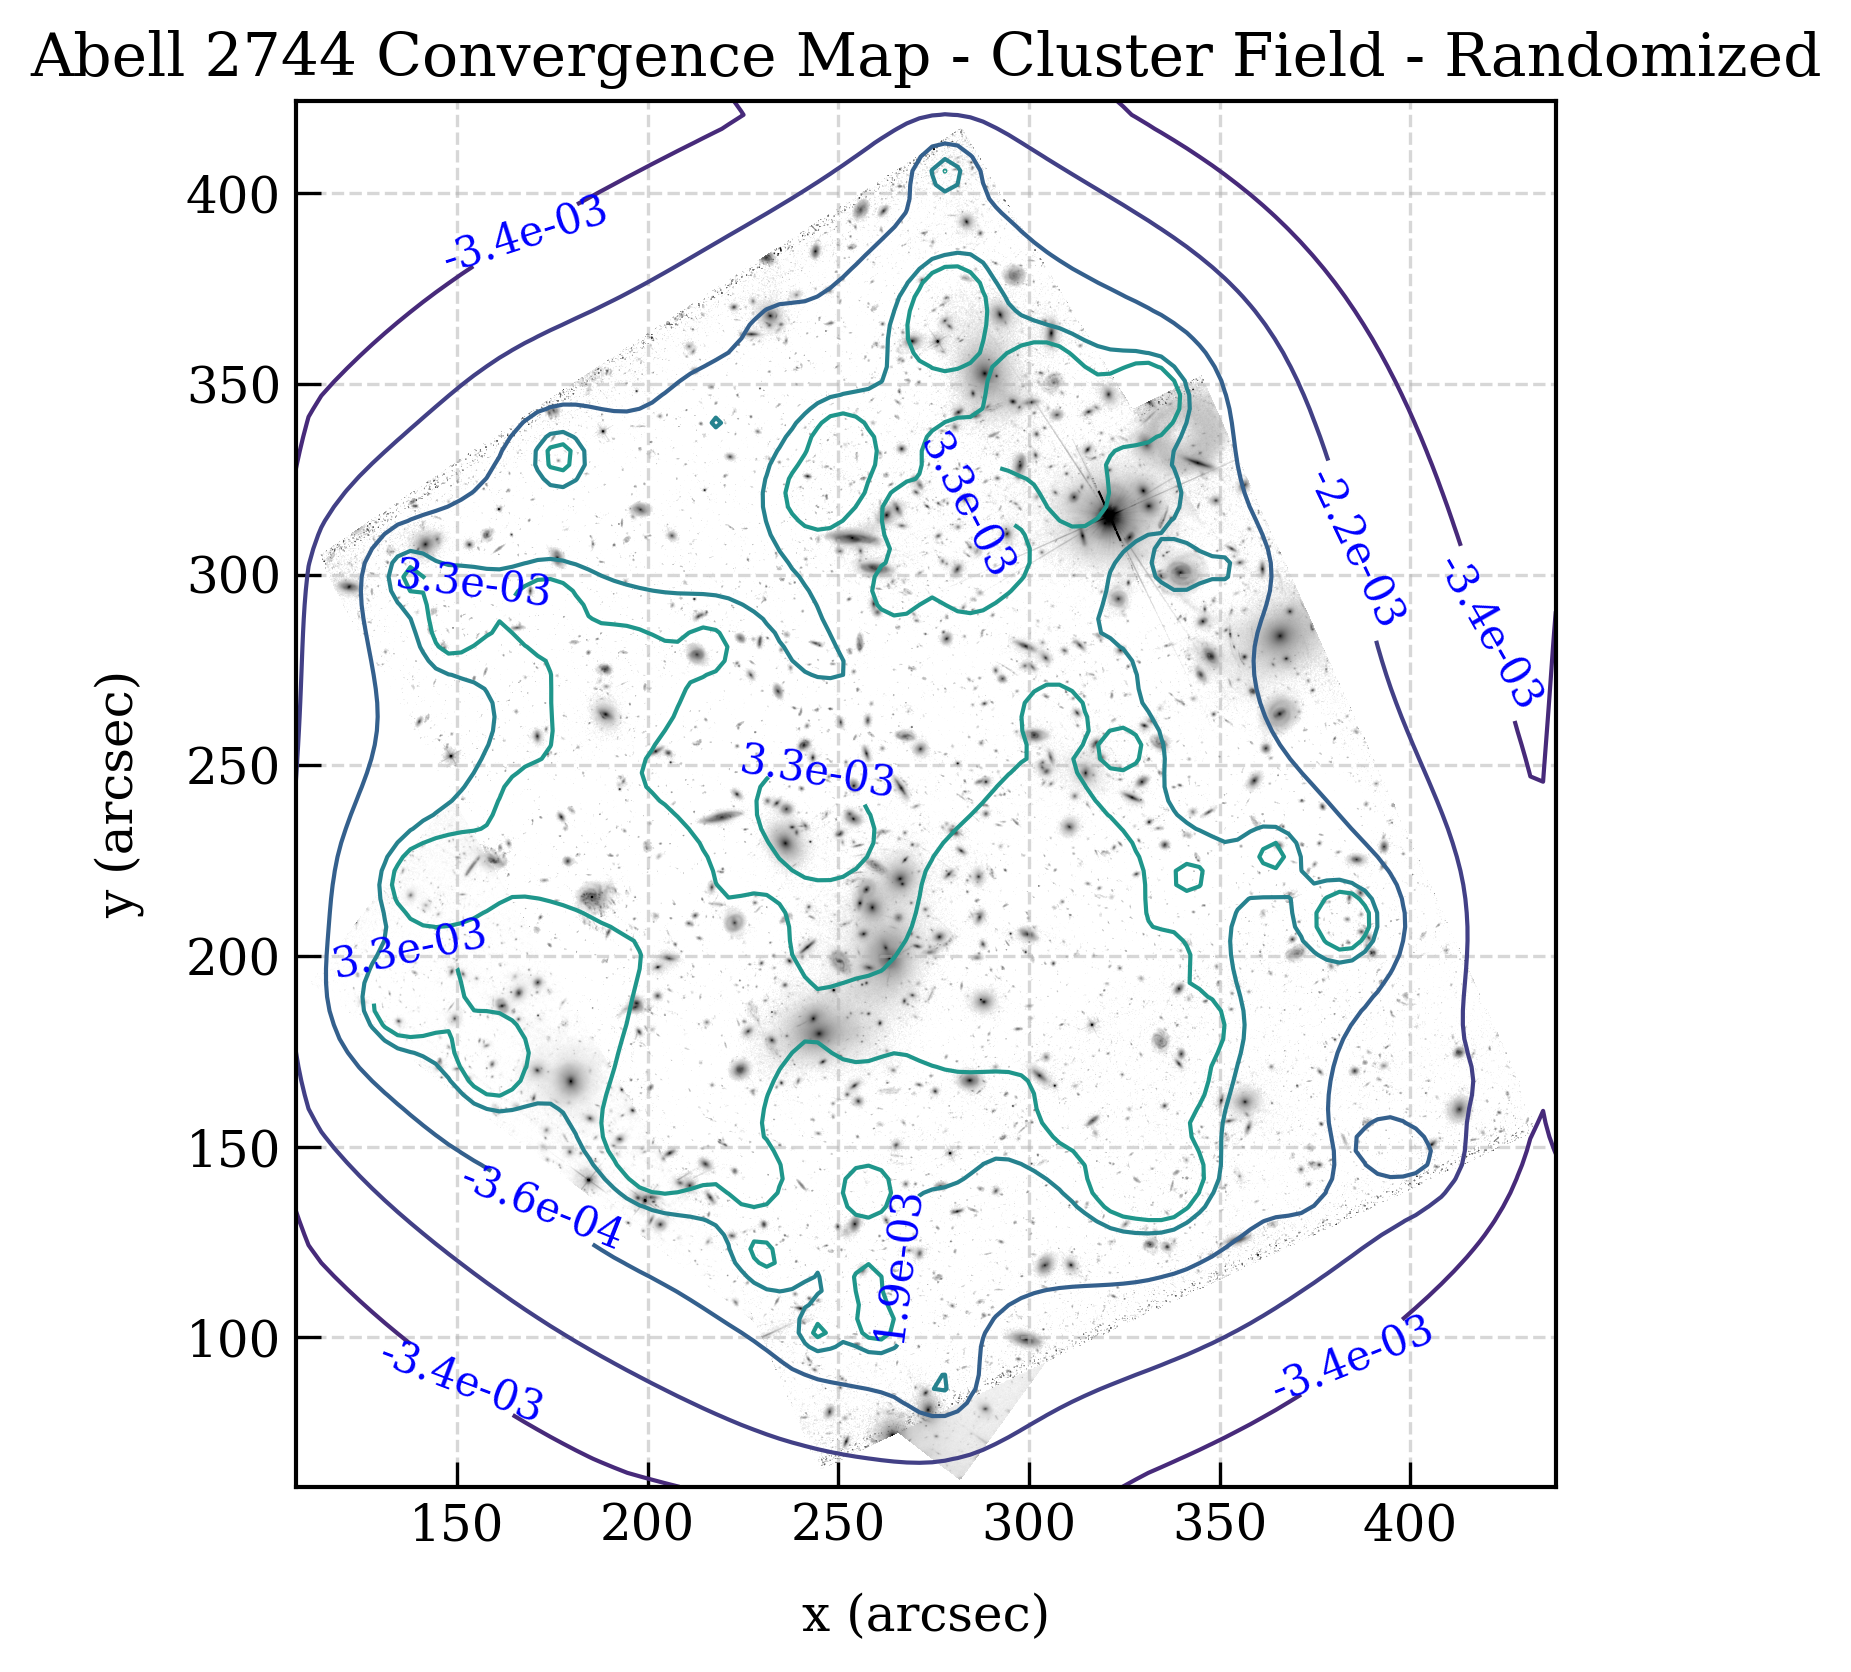 Abell 2744 Convergence Map - Cluster Field - Randomized
400
350
300
250
200
150
100
y (arcsec)
-3.4e-03
3.3e-03
-2.2e-03
3.3e-03
-3.4e-03
3.3e-03
3.3e-03
-3.6e-04
1.9e-03
-3.4e-03
-3.4e-03
150 200 250 300 350 400
x (arcsec)